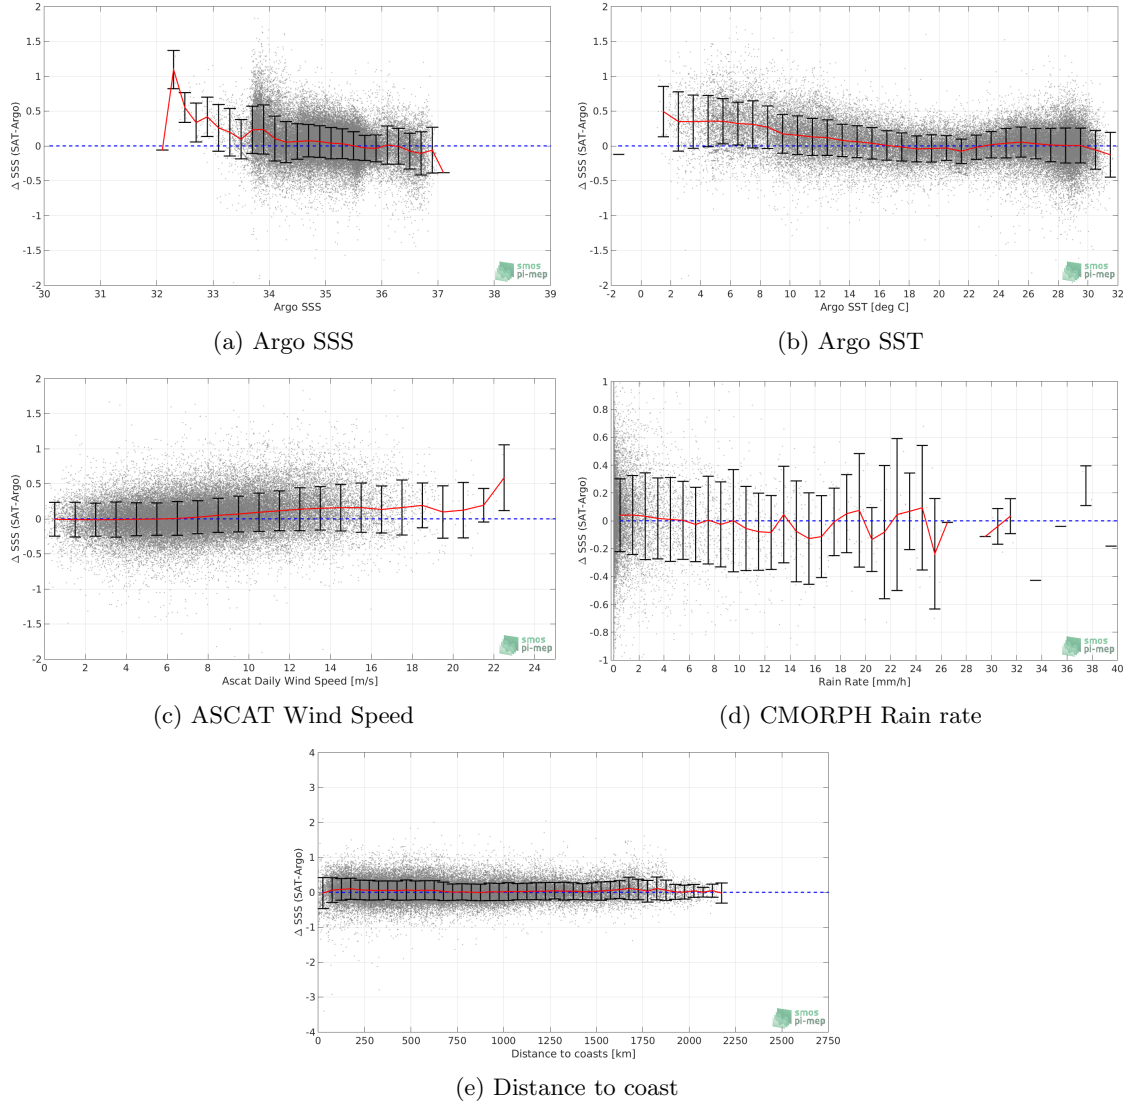 2
1.5
1
0.5
0
-0.5
-1
-1.5
-2
Δ SSS (SAT-Argo)
30 31 32 33 34 35 36 37 38 39
Argo SSS
smos
pi-mep
(a) Argo SSS
2
1.5
1
0.5
0
-0.5
-1
-1.5
-2
Δ SSS (SAT-Argo)
-2 0 2 4 6 8 10 12 14 16 18 20 22 24 26 28 30 32
Argo SST [deg C]
smos
pi-mep
(b) Argo SST
2
1.5
1
0.5
0
-0.5
-1
-1.5
-2
Δ SSS (SAT-Argo)
0 2 4 6 8 10 12 14 16 18 20 22 24
Ascat Daily Wind Speed [m/s]
smos
pi-mep
(c) ASCAT Wind Speed
1
0.8
0.6
0.4
0.2
0
-0.2
-0.4
-0.6
-0.8
-1
Δ SSS (SAT-Argo)
0 2 4 6 8 10 12 14 16 18 20 22 24 26 28 30 32 34 36 38 40
Rain Rate [mm/h]
smos
pi-mep
(d) CMORPH Rain rate
4
3
2
1
0
-1
-2
-3
-4
Δ SSS (SAT-Argo)
0 250 500 750 1000 1250 1500 1750 2000 2250 2500 2750
Distance to coasts [km]
smos
pi-mep
(e) Distance to coast